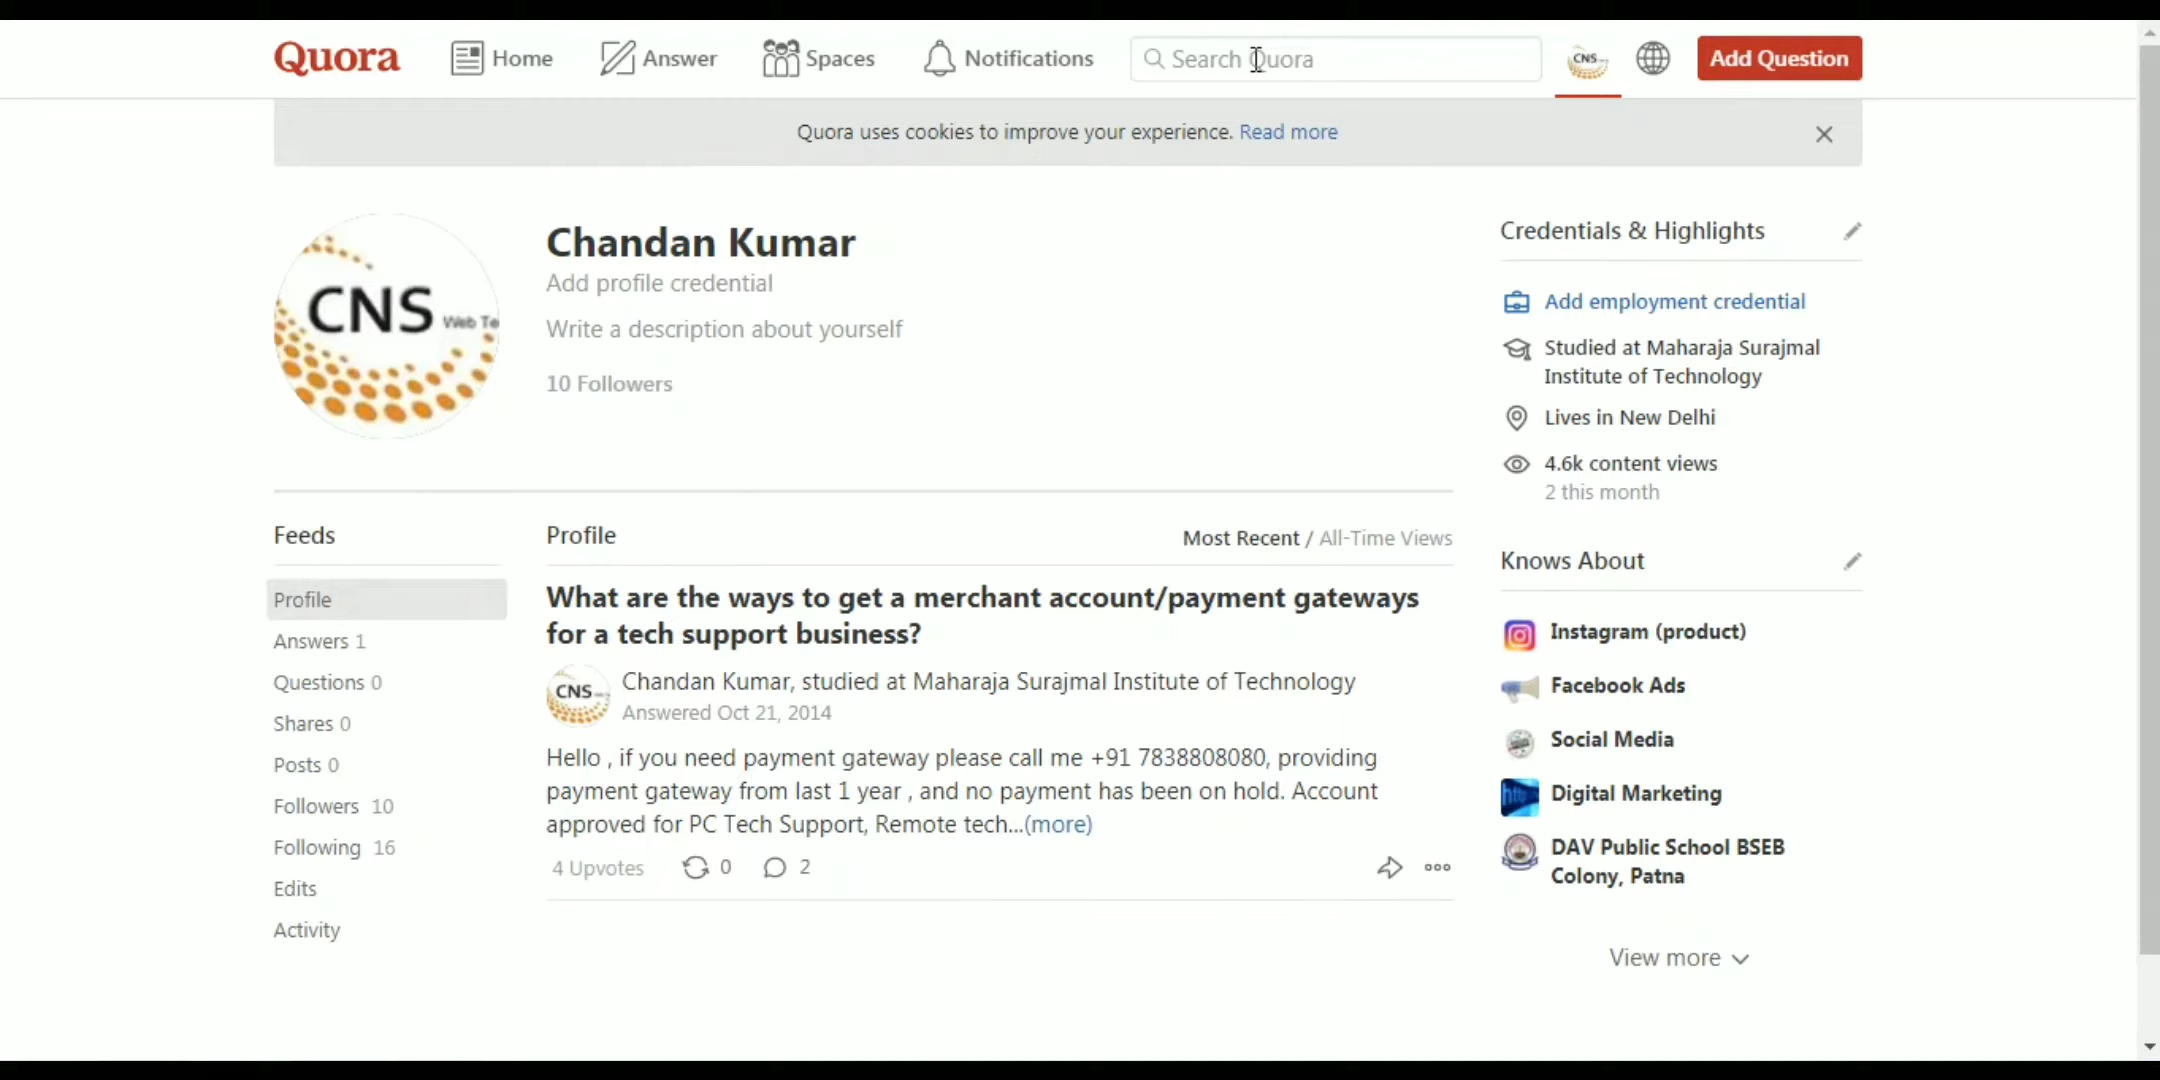 Quora
Home
Answer
Spaces
Notifications
Search Quora
CNS
Add Question
Quora uses cookies to improve your experience. Read more
CNS Web Te
Chandan Kumar
Add profile credential
Write a description about yourself
10 Followers
Credentials & Highlights
Add employment credential
Studied at Maharaja Surajmal
Institute of Technology
Lives in New Delhi
4.6k content views
2 this month
Feeds
Profile
Answers 1
Questions 0
Shares 0
Posts 0
Followers 10
Following 16
Edits
Activity
Profile
Most Recent / All-Time Views
What are the ways to get a merchant account/payment gateways
for a tech support business?
CNS
Chandan Kumar, studied at Maharaja Surajmal Institute of Technology
Answered Oct 21, 2014
Hello , if you need payment gateway please call me +91 7838808080, providing
payment gateway from last 1 year , and no payment has been on hold. Account
approved for PC Tech Support, Remote tech...(more)
4 Upvotes
0
2
Knows About
Instagram (product)
Facebook Ads
Social Media
http
Digital Marketing
DAV Public School BSEB
Colony, Patna
View more